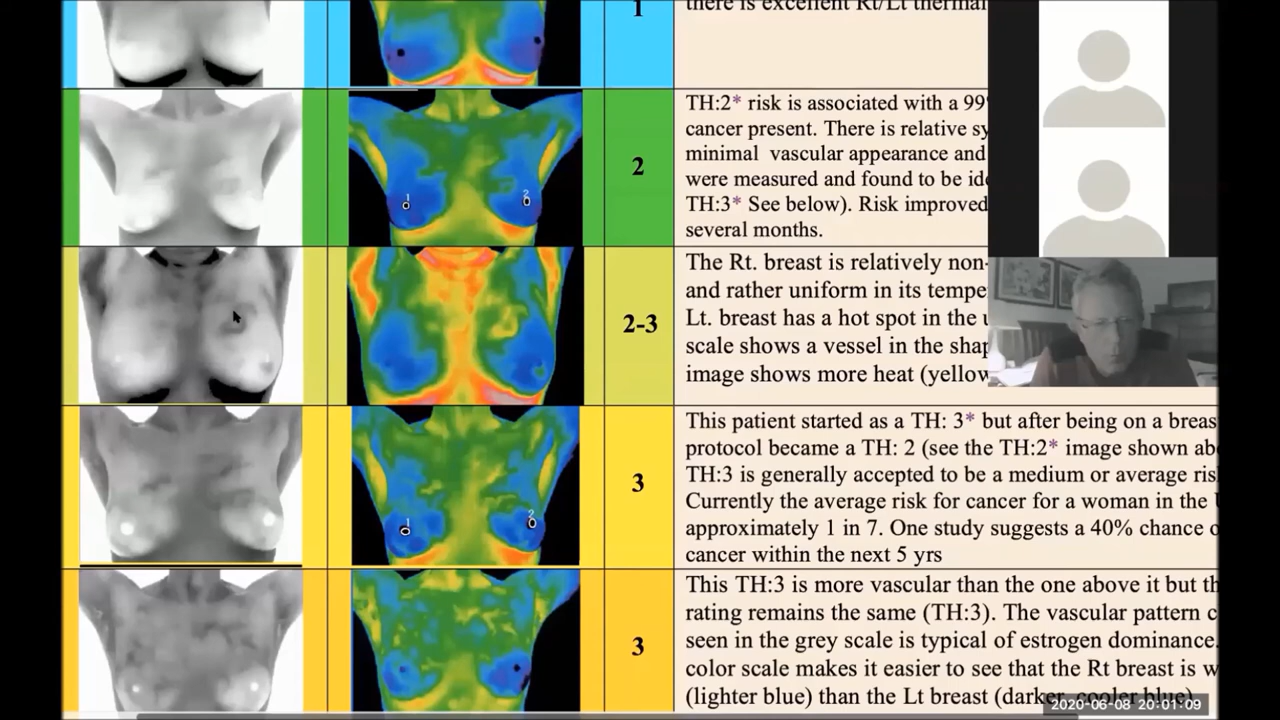 1
there is excellent Rt/Lt thermal
2
TH:2* risk is associated with a 99
cancer present. There is relative sy
minimal vascular appearance and
were measured and found to be id
TH:3* See below). Risk improved
several months.
1
2
2-3
The Rt. breast is relatively non-
and rather uniform in its tempe
Lt. breast has a hot spot in the
scale shows a vessel in the shap
image shows more heat (yellow
3
This patient started as a TH: 3* but after being on a breas
protocol became a TH: 2 (see the TH:2* image shown ab
TH:3 is generally accepted to be a medium or average ris
Currently the average risk for cancer for a woman in the
approximately 1 in 7. One study suggests a 40% chance o
cancer within the next 5 yrs
1
2
3
This TH:3 is more vascular than the one above it but th
rating remains the same (TH:3). The vascular pattern c
seen in the grey scale is typical of estrogen dominance.
color scale makes it easier to see that the Rt breast is w
(lighter blue) than the Lt breast (darker, cooler blue)
2020-06-08 20:01:09